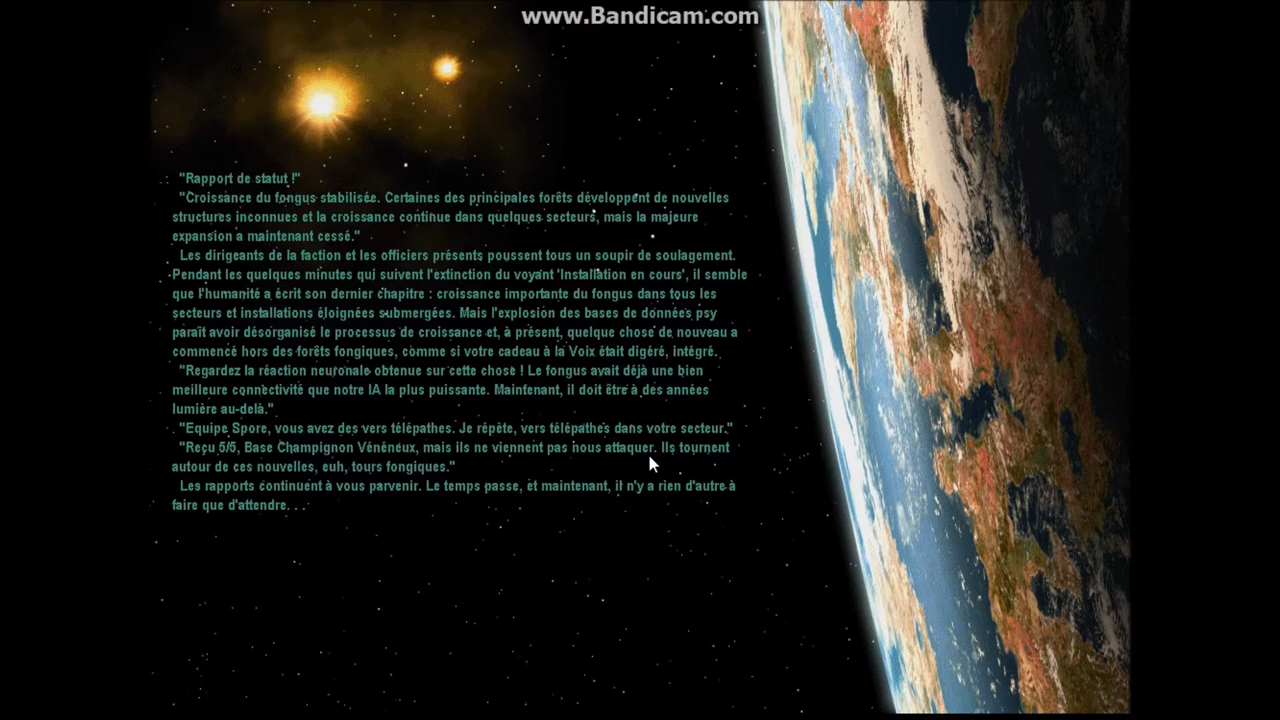 www.Bandicam.com
"Rapport de statut !"
"Croissance du fongus stabilisée. Certaines des principales forêts développent de nouvelles
structures inconnues et la croissance continue dans quelques secteurs, mais la majeure
expansion a maintenant cessé."
Les dirigeants de la faction et les officiers présents poussent tous un soupir de soulagement.
Pendant les quelques minutes qui suivent l'extinction du voyant 'Installation en cours', il semble
que l'humanité a écrit son dernier chapitre : croissance importante du fongus dans tous les
secteurs et installations éloignées submergées. Mais l'explosion des bases de données psy
paraît avoir désorganisé le processus de croissance et, à présent, quelque chose de nouveau a
commencé hors des forêts fongiques, comme si votre cadeau à la Voix était digéré, intégré.
"Regardez la réaction neuronale obtenue sur cette chose ! Le fongus avait déjà une bien
meilleure connectivité que notre IA la plus puissante. Maintenant, il doit être à des années
lumière au-delà."
"Equipe Spore, vous avez des vers télépathes. Je répète, vers télépathes dans votre secteur."
"Reçu 5/5, Base Champignon Vénéneux, mais ils ne viennent pas nous attaquer. Ils tournent
autour de ces nouvelles, euh, tours fongiques."
Les rapports continuent à vous parvenir. Le temps passe, et maintenant, il n'y a rien d'autre à
faire que d'attendre. . .